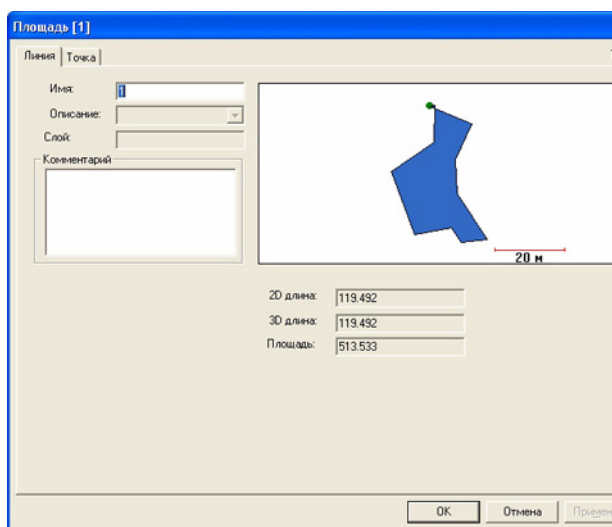 Площадь [1]
Линия Точка
Имя: 1
Описание:
Слой:
Комментарий
20 м
2D длина: 119.492
3D длина: 119.492
Площадь: 513.533
OK Отмена